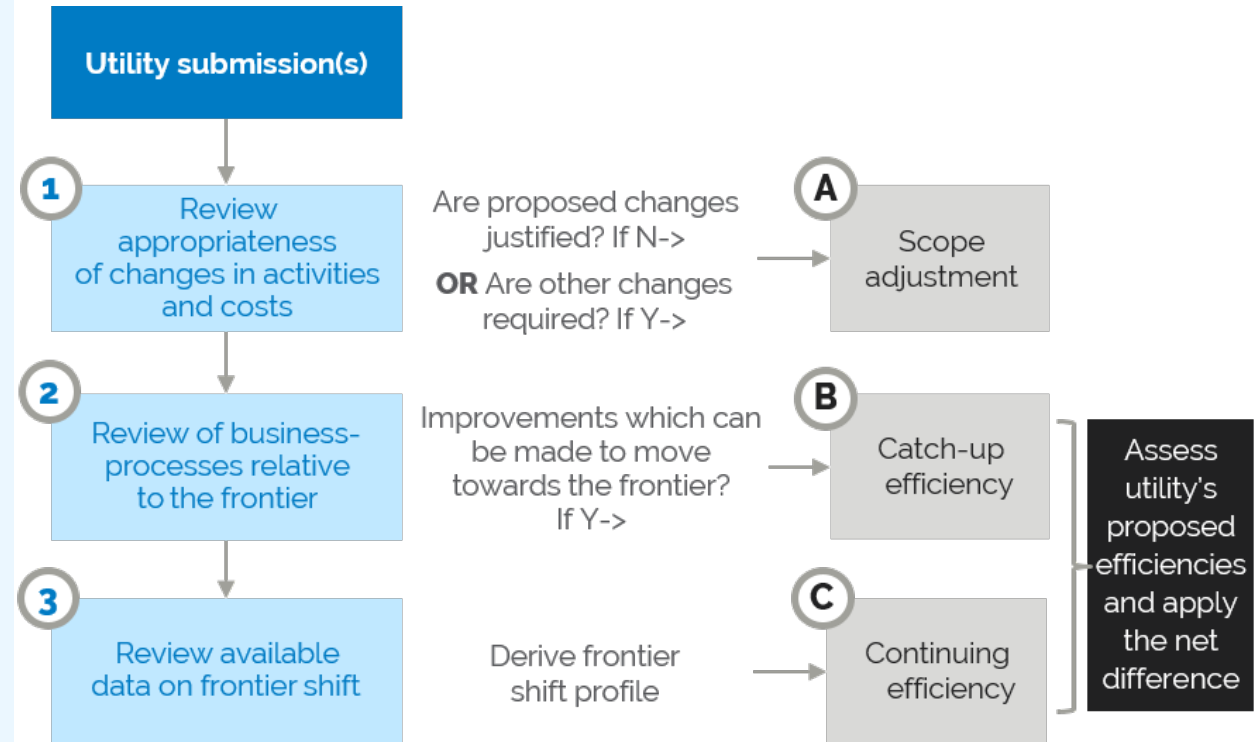 Utility submission(s)
1
Review
appropriateness
of changes in activities
and costs
Are proposed changes
justified? If N->
OR Are other changes
required? If Y->
A
Scope
adjustment
2
Review of business-
processes relative
to the frontier
Improvements which can
be made to move
towards the frontier?
If Y->
B
Catch-up
efficiency
3
Review available
data on frontier shift
Derive frontier
shift profile
C
Continuing
efficiency
Assess
utility's
proposed
efficiencies
and apply
the net
difference